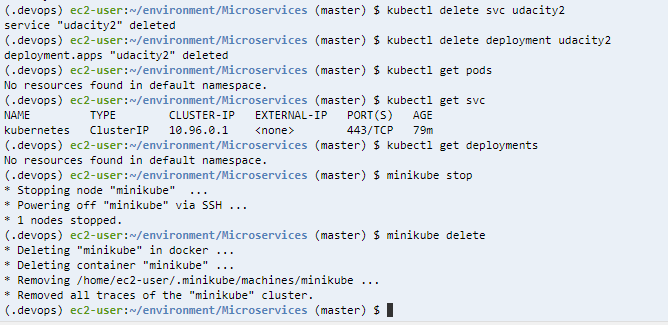 (.devops) ec2-user:~/environment/Microservices (master) $ kubectl delete svc udacity2
service "udacity2" deleted
(.devops) ec2-user:~/environment/Microservices (master) $ kubectl delete deployment udacity2
deployment.apps "udacity2" deleted
(.devops) ec2-user:~/environment/Microservices (master) $ kubectl get pods
No resources found in default namespace.
(.devops) ec2-user:~/environment/Microservices (master) $ kubectl get svc
NAME         TYPE        CLUSTER-IP   EXTERNAL-IP   PORT(S)   AGE
kubernetes   ClusterIP   10.96.0.1    <none>        443/TCP   79m
(.devops) ec2-user:~/environment/Microservices (master) $ kubectl get deployments
No resources found in default namespace.
(.devops) ec2-user:~/environment/Microservices (master) $ minikube stop
* Stopping node "minikube"  ...
* Powering off "minikube" via SSH ...
* 1 nodes stopped.
(.devops) ec2-user:~/environment/Microservices (master) $ minikube delete
* Deleting "minikube" in docker ...
* Deleting container "minikube" ...
* Removing /home/ec2-user/.minikube/machines/minikube ...
* Removed all traces of the "minikube" cluster.
(.devops) ec2-user:~/environment/Microservices (master) $